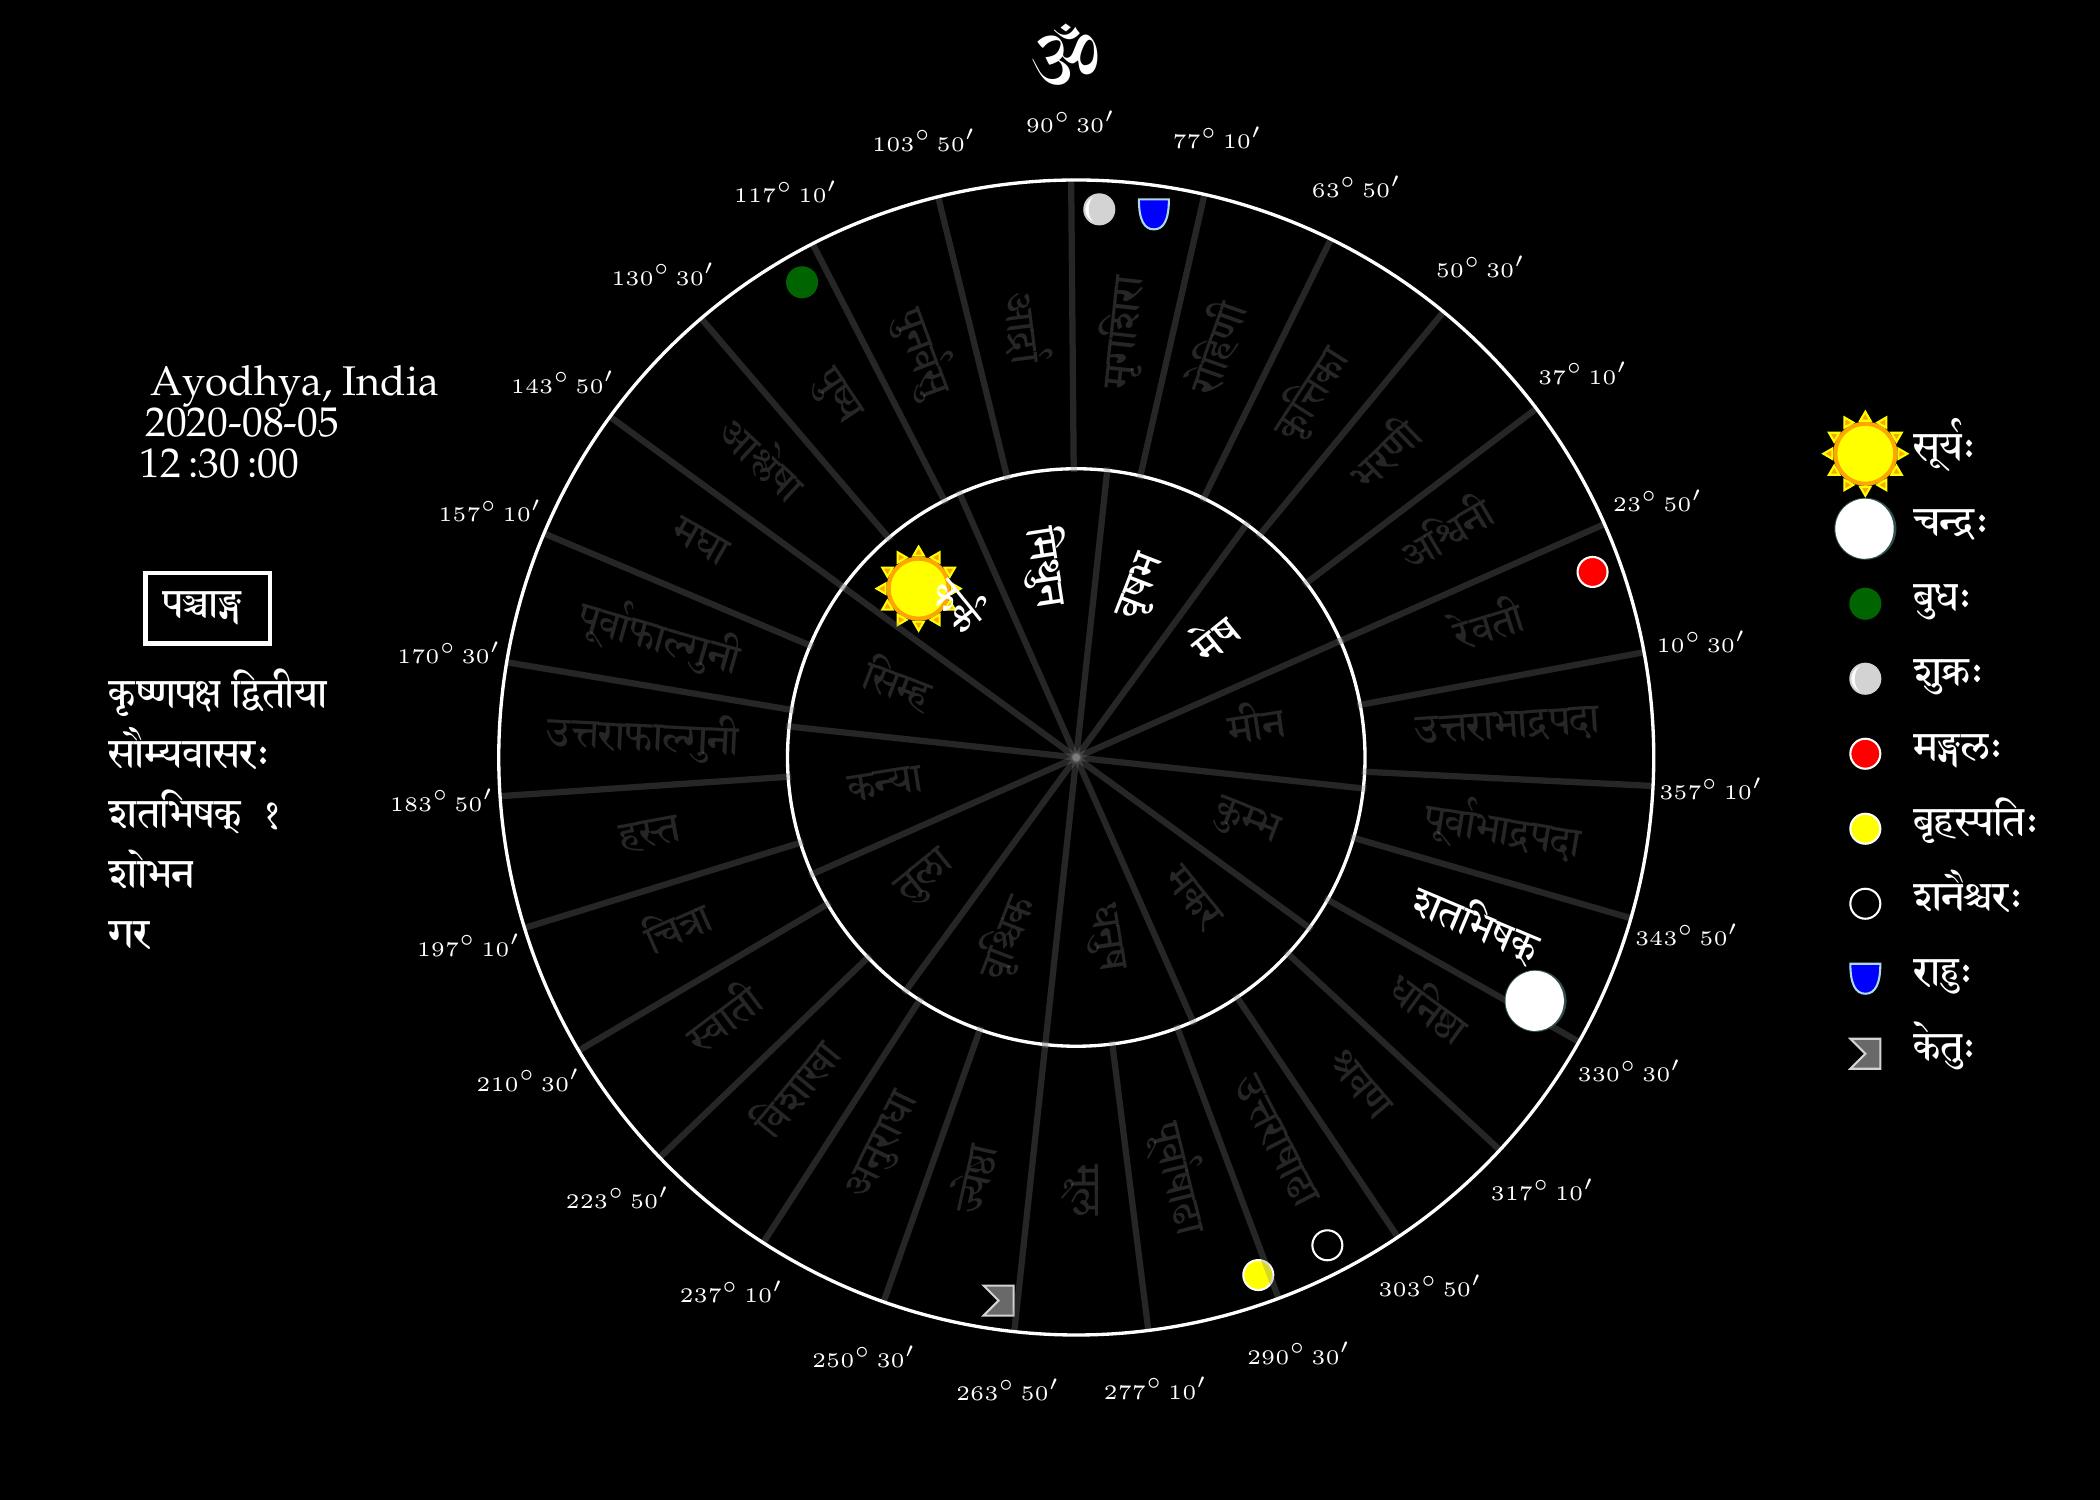 ॐ
90° 30′
77° 10′
63° 50′
50° 30′
37° 10′
23° 50′
10° 30′
357° 10′
343° 50′
330° 30′
317° 10′
303° 50′
290° 30′
277° 10′
263° 50′
250° 30′
237° 10′
223° 50′
210° 30′
197° 10′
183° 50′
170° 30′
157° 10′
143° 50′
130° 30′
117° 10′
103° 50′
Ayodhya, India
2020-08-05
12:30:00
पञ्चाङ्ग
कृष्णपक्ष द्वितीया
सौम्यवासरः
शतभिषक् १
शोभन
गर
अश्विनी
भरणी
कृत्तिका
रोहिणी
मृगशिरा
आर्द्रा
पुनर्वसु
पुष्य
आश्लेषा
मघा
पूर्वाफाल्गुनी
उत्तराफाल्गुनी
हस्त
चित्रा
स्वाती
विशाखा
अनुराधा
ज्येष्ठा
मूल
पूर्वाषाढा
उत्तराषाढा
श्रवण
धनिष्ठा
शतभिषक्
पूर्वाभाद्रपदा
उत्तराभाद्रपदा
रेवती
मेष
वृषभ
मिथुन
सिम्ह
कन्या
तुला
वृश्चिक
धनुष
मकर
कुम्भ
मीन
सूर्यः
चन्द्रः
बुधः
शुक्रः
मङ्गलः
बृहस्पतिः
शनैश्चरः
राहुः
केतुः